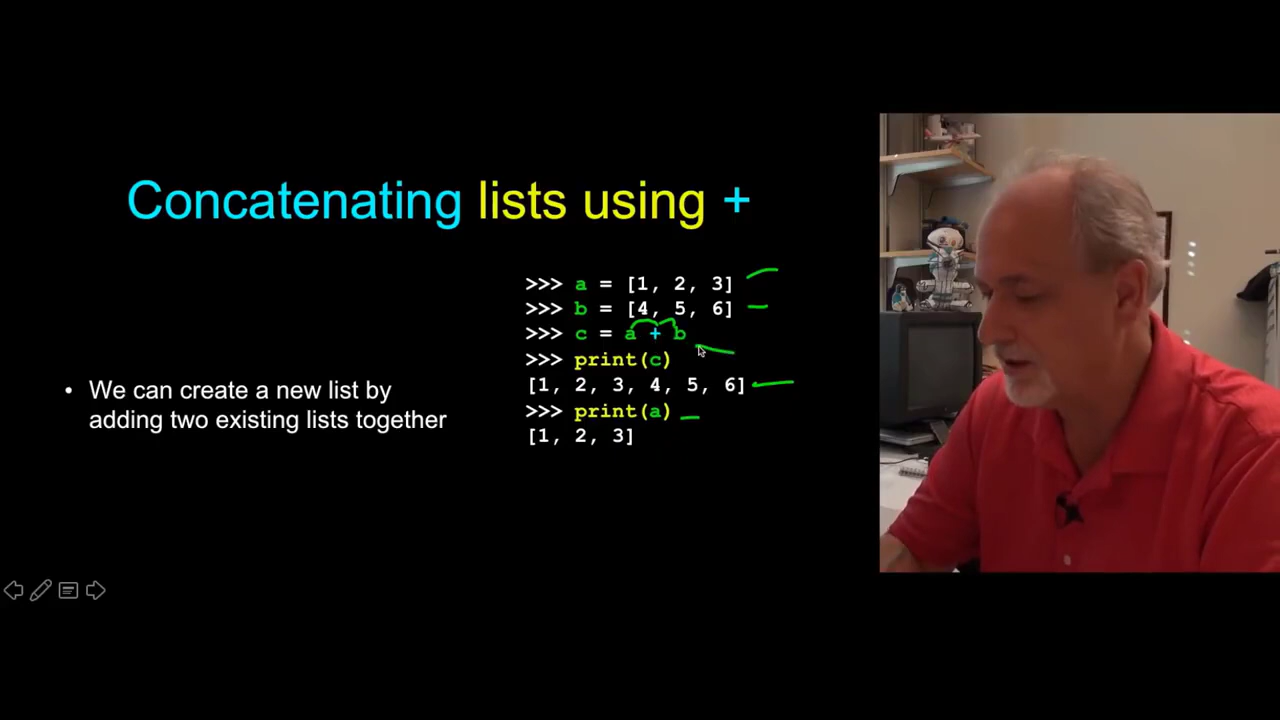 Concatenating lists using +
>>> a = [1, 2, 3]
>>> b = [4, 5, 6]
>>> c = a + b
>>> print(c)
[1, 2, 3, 4, 5, 6]
>>> print(a)
[1, 2, 3]
• We can create a new list by
adding two existing lists together